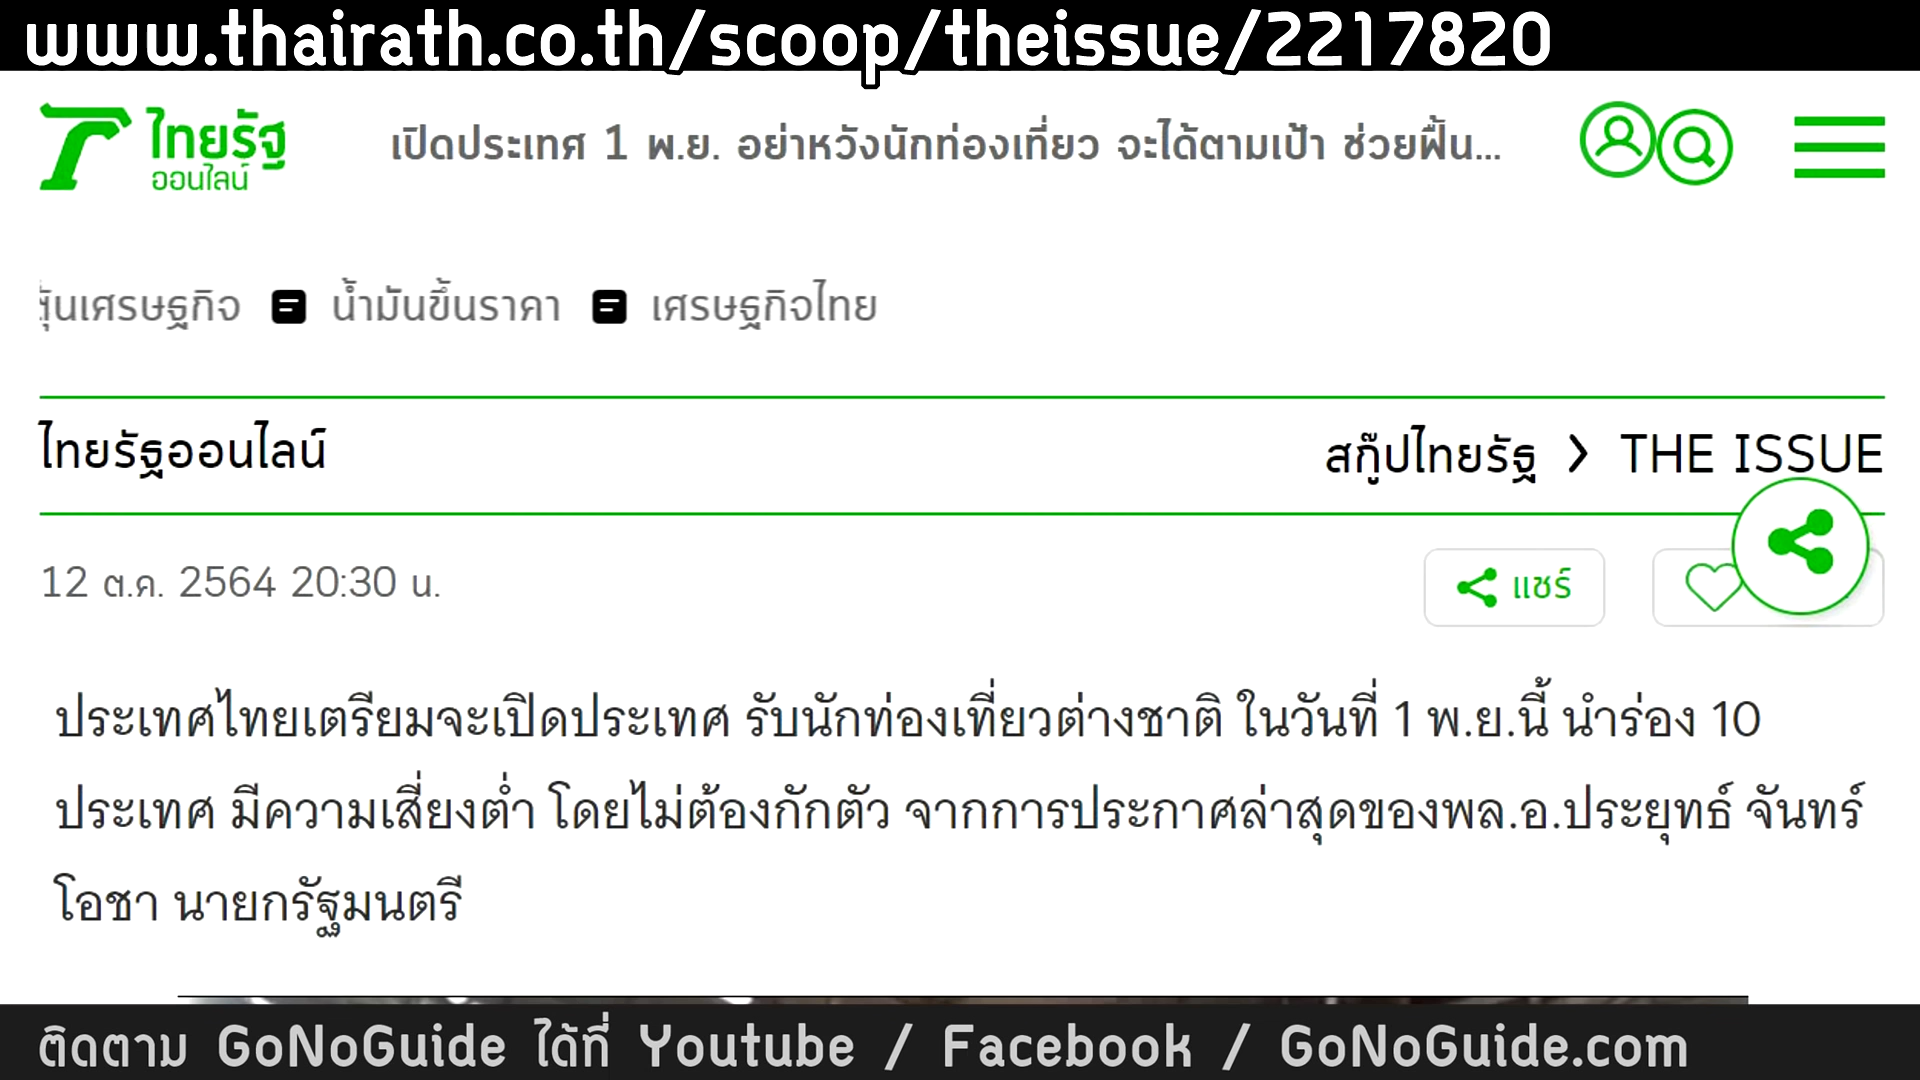 www.thairath.co.th/scoop/theissue/2217820
ไทยรัฐ
ออนไลน์
เปิดประเทศ 1 พ.ย. อย่าหวังนักท่องเที่ยว จะได้ตามเป้า ช่วยฟื้น...
ุ้นเศรษฐกิจ น้ำมันขึ้นราคา เศรษฐกิจไทย
ไทยรัฐออนไลน์
สกู๊ปไทยรัฐ > THE ISSUE
12 ต.ค. 2564 20:30 น.
แชร์
ประเทศไทยเตรียมจะเปิดประเทศ รับนักท่องเที่ยวต่างชาติ ในวันที่ 1 พ.ย.นี้ นำร่อง 10
ประเทศ มีความเสี่ยงต่ำ โดยไม่ต้องกักตัว จากการประกาศล่าสุดของพล.อ.ประยุทธ์ จันทร์
โอชา นายกรัฐมนตรี
ติดตาม GoNoGuide ได้ที่ Youtube / Facebook / GoNoGuide.com